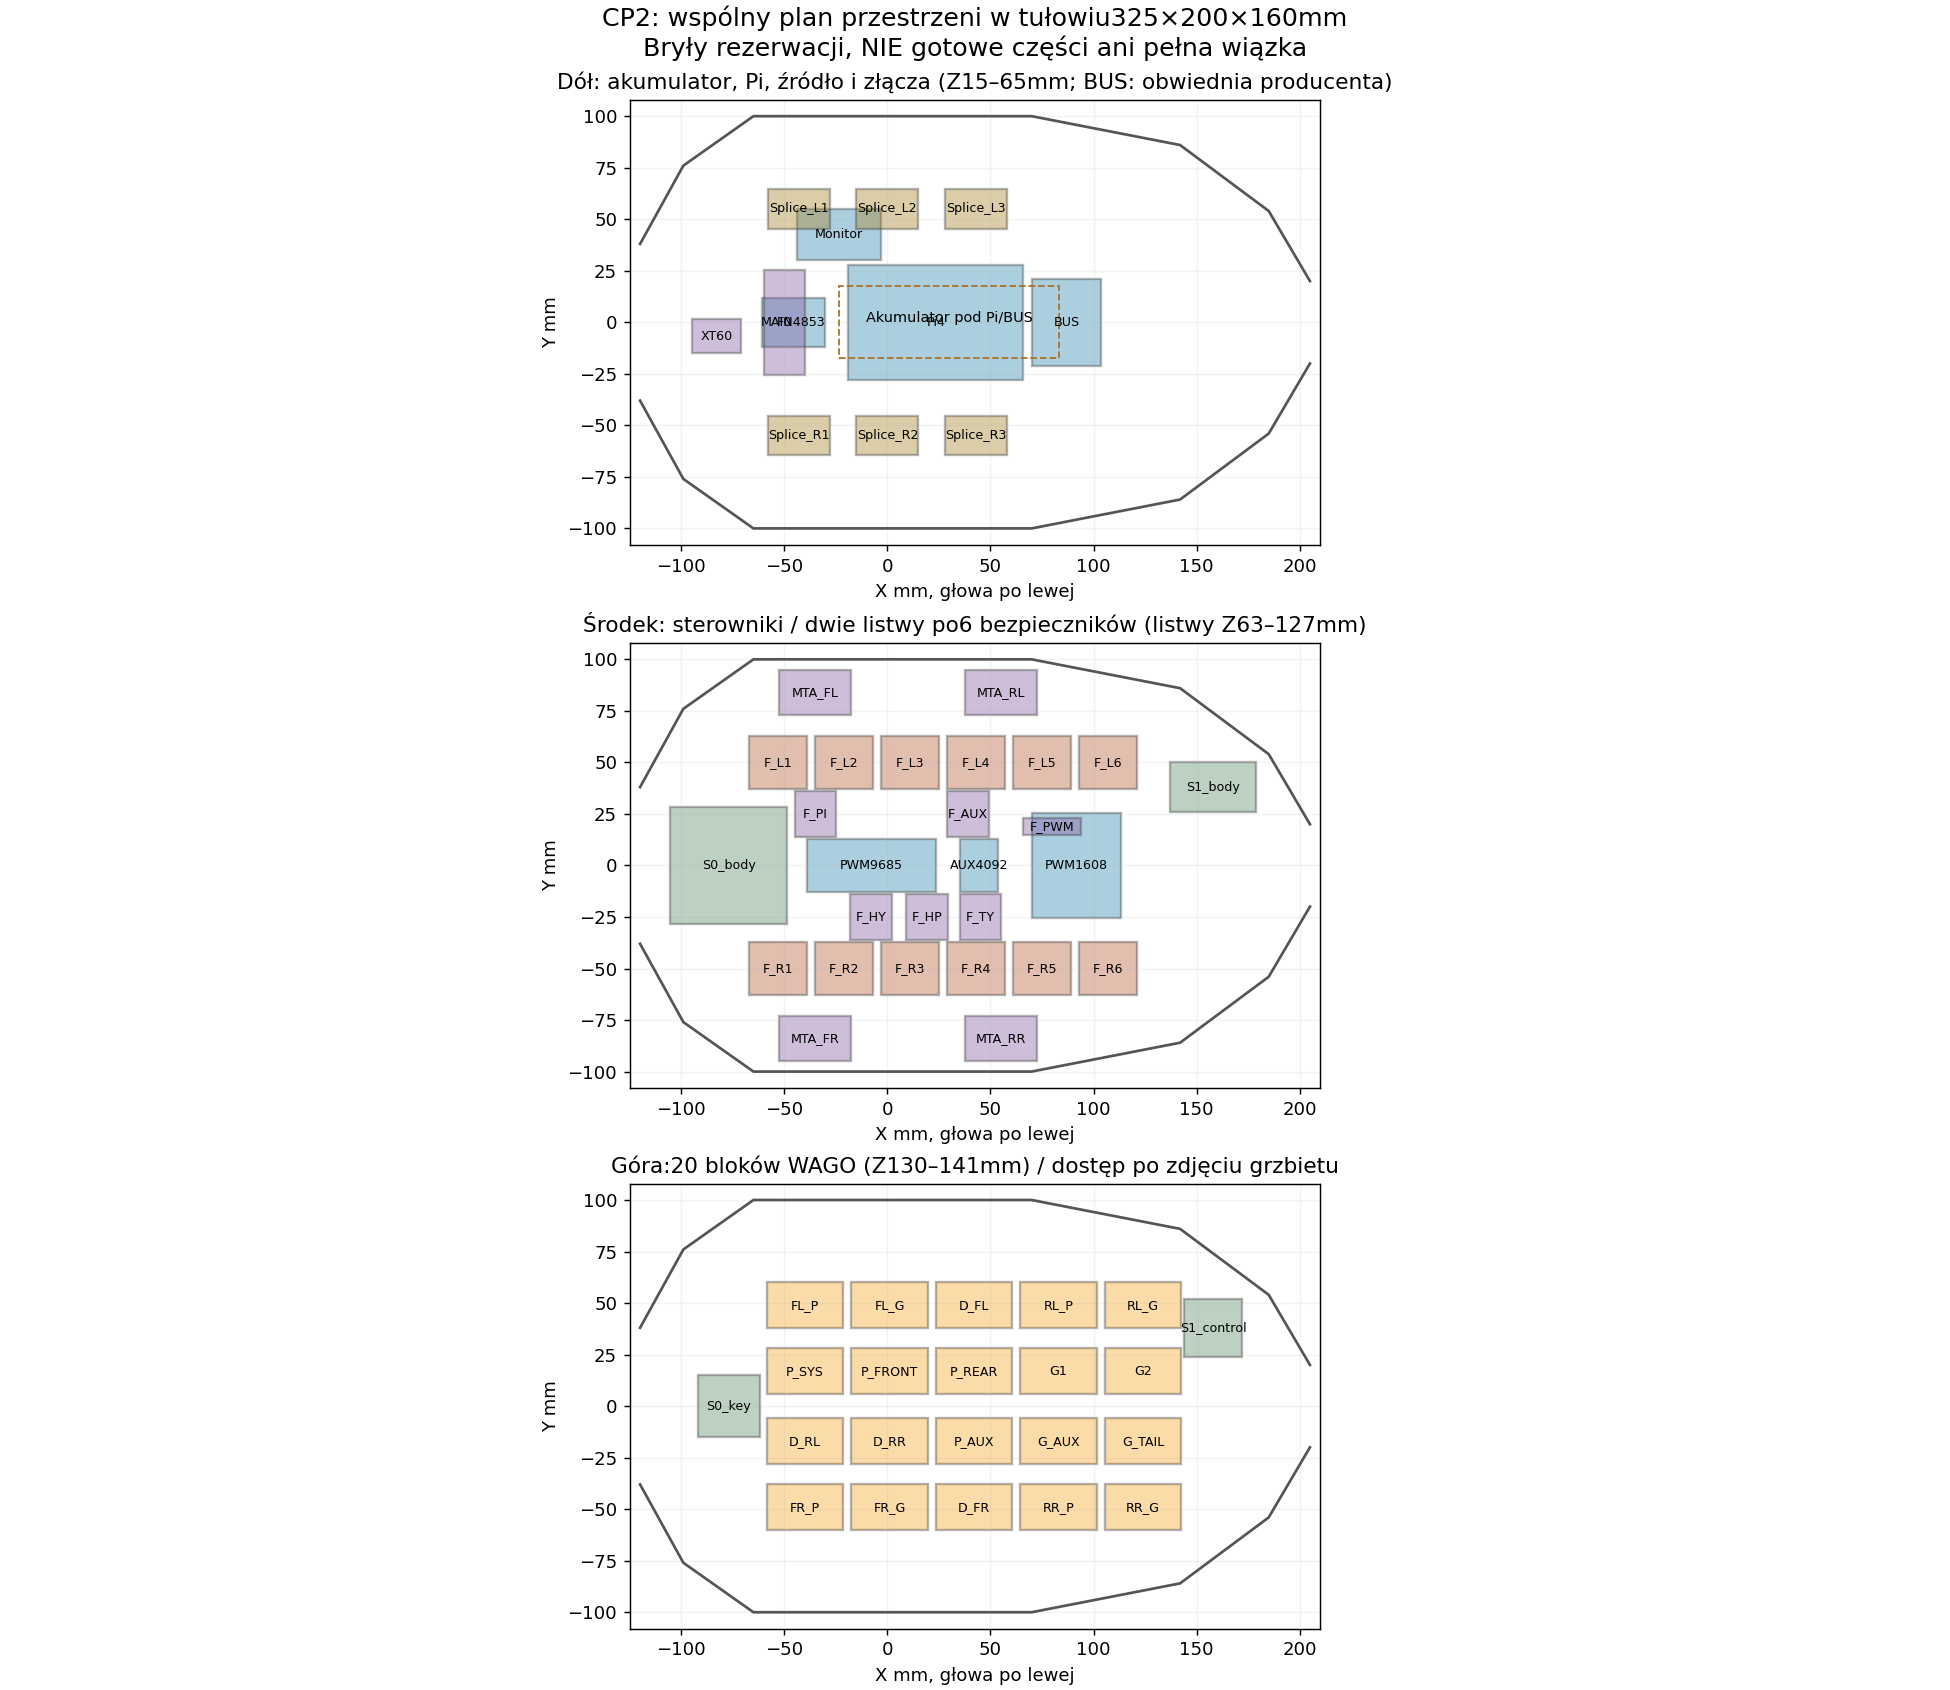 CP2: wspólny plan przestrzeni w tułowiu325×200×160mm
Bryły rezerwacji, NIE gotowe części ani pełna wiązka
Dół: akumulator, Pi, źródło i złącza (Z15–65mm; BUS: obwiednia producenta)
100
75
50
25
0
−25
−50
−75
−100
Y mm
Splice_L1
Splice_L2
Splice_L3
Monitor
Akumulator pod Pi/BUS
XT60
FN4853
Pi4
BUS
Splice_R1
Splice_R2
Splice_R3
−100
−50
0
50
100
150
200
X mm, głowa po lewej
Środek: sterowniki / dwie listwy po6 bezpieczników (listwy Z63–127mm)
100
75
50
25
0
−25
−50
−75
−100
Y mm
MTA_FL
MTA_RL
F_L1
F_L2
F_L3
F_L4
F_L5
F_L6
S1_body
F_PI
F_AUX
F_PWM
S0_body
PWM9685
AUX4092
PWM1608
F_HY
F_HP
F_TY
F_R1
F_R2
F_R3
F_R4
F_R5
F_R6
MTA_FR
MTA_RR
−100
−50
0
50
100
150
200
X mm, głowa po lewej
Góra:20 bloków WAGO (Z130–141mm) / dostęp po zdjęciu grzbietu
100
75
50
25
0
−25
−50
−75
−100
Y mm
FL_P
FL_G
D_FL
RL_P
RL_G
S1_control
P_SYS
P_FRONT
P_REAR
G1
G2
S0_key
D_RL
D_RR
P_AUX
G_AUX
G_TAIL
FR_P
FR_G
D_FR
RR_P
RR_G
−100
−50
0
50
100
150
200
X mm, głowa po lewej